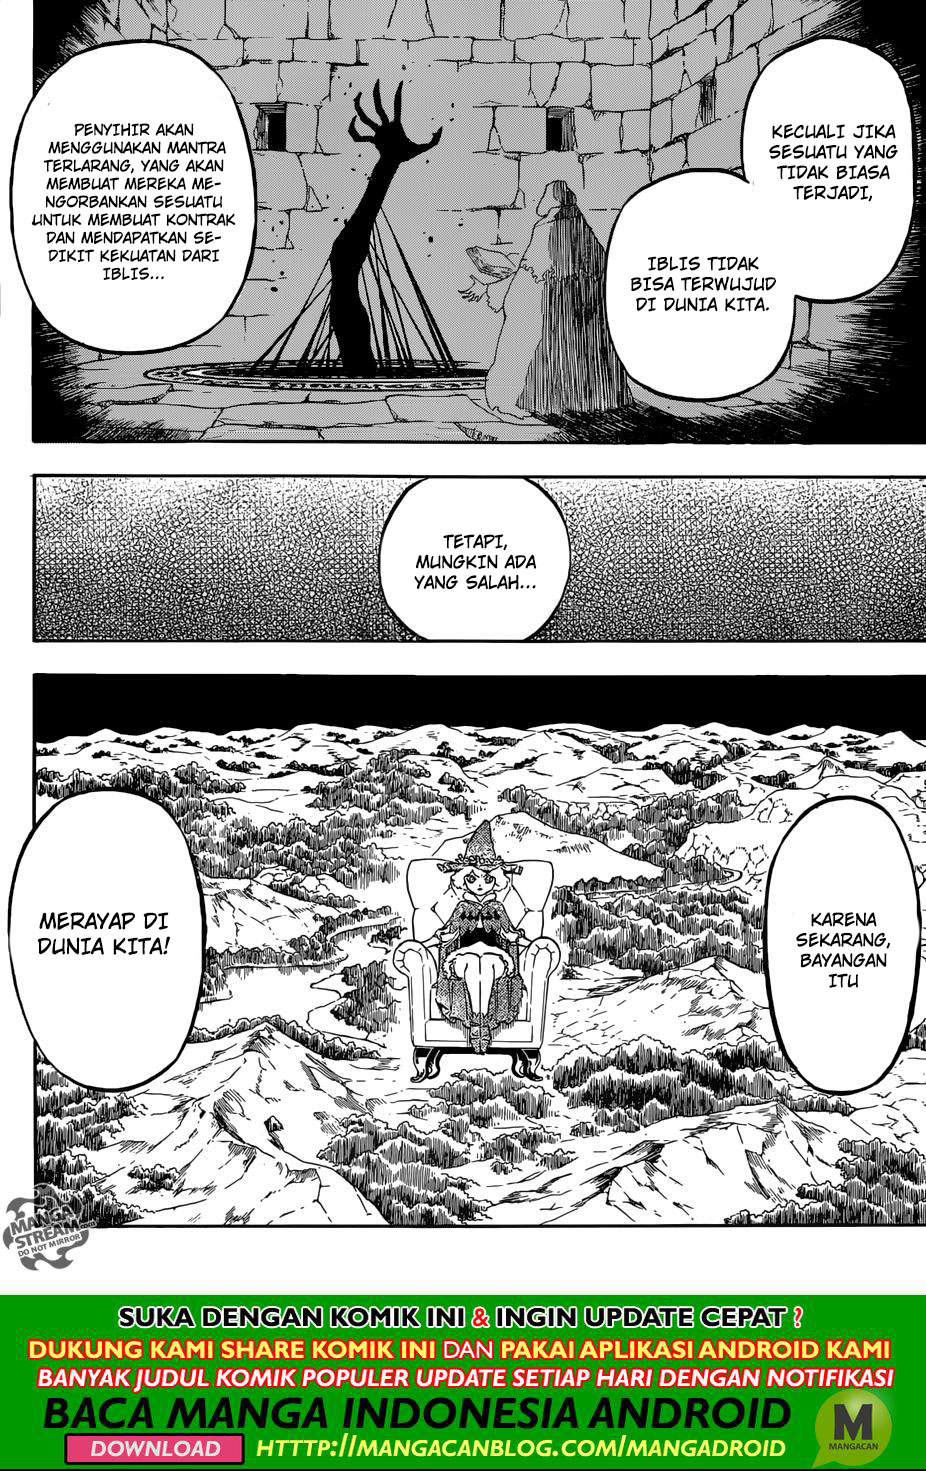 KECUALI JIKA
SESUATU YANG
TIDAK BIASA
TERJADI,
IBLIS TIDAK
BISA TERWUJUD
DI DUNIA KITA.
PENYIHIR AKAN
MENGGUNAKAN MANTRA
TERLARANG, YANG AKAN
MEMBUAT MEREKA ME-
NGORBANKAN SESUATU
UNTUK MEMBUAT KONTRAK
DAN MENDAPATKAN SE-
DIKIT KEKUATAN DARI
IBLIS...
TETAPI,
MUNGKIN ADA
YANG SALAH...
KARENA
SEKARANG,
BAYANGAN
ITU
MERAYAP DI
DUNIA KITA!
MANGA
STREAM.com
DO NOT MIRROR
SUKA DENGAN KOMIK INI & INGIN UPDATE CEPAT ?
DUKUNG KAMI SHARE KOMIK INI DAN PAKAI APLIKASI ANDROID KAMI
BANYAK JUDUL KOMIK POPULER UPDATE SETIAP HARI DENGAN NOTIFIKASI
BACA MANGA INDONESIA ANDROID
DOWNLOAD HTTTP://MANGACANBLOG.COM/MANGADROID
M
MANGACAN